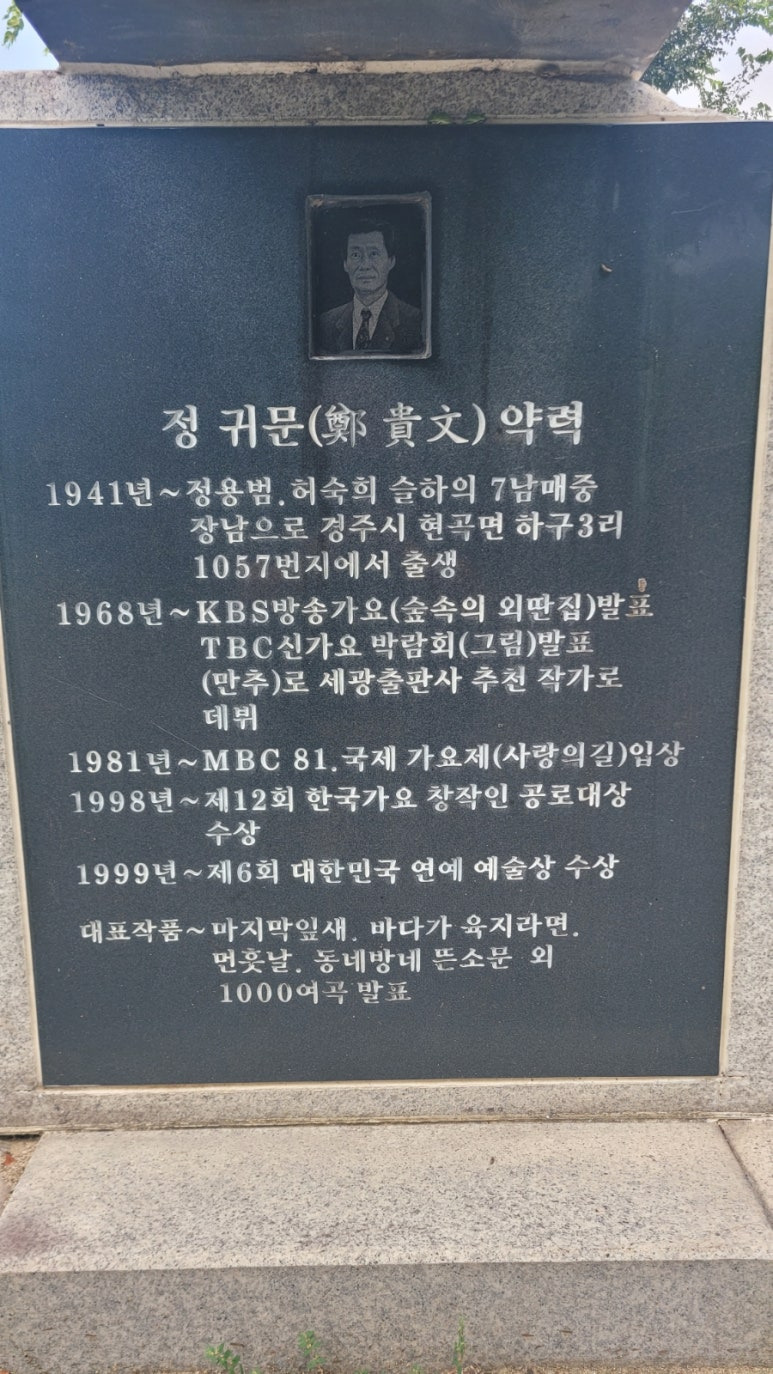 정 귀문(鄭 貴文) 약력
1941년~정용범.허숙희 슬하의 7남매중
장남으로 경주시 현곡면 하구3리
1057번지에서 출생
1968년~KBS방송가요(숲속의 외딴집)발표
TBC신가요 박람회(그림)발표
(만추)로 세광출판사 추천 작가로
데뷔
1981년~MBC 81.국제 가요제(사랑의길)입상
1998년~제12회 한국가요 창작인 공로대상
수상
1999년~제6회 대한민국 연예 예술상 수상
대표작품~마지막잎새. 바다가 육지라면.
먼훗날. 동네방네 뜬소문 외
1000여곡 발표